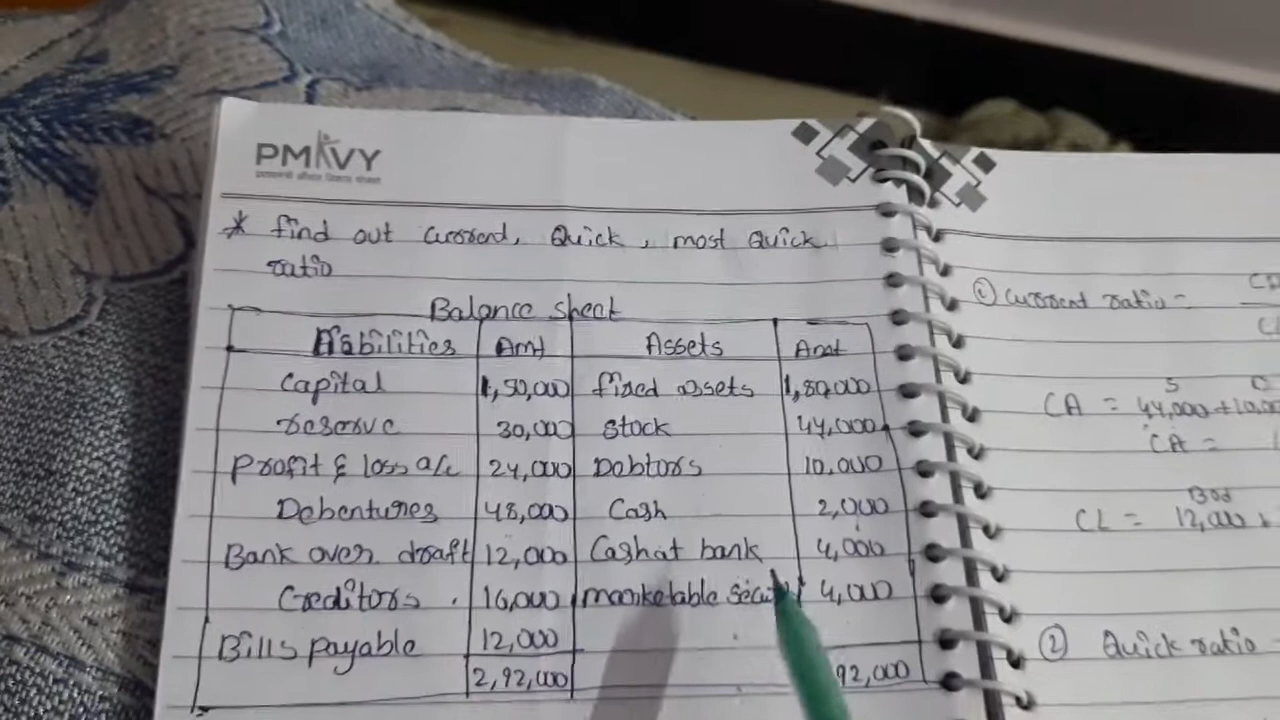 PMKVY
* find out current, Quick, most Quick
ratio
Balance sheet
Liabilities Amt Assets Amt
Capital 1,50,000 fixed assets 1,80,000
reserve 30,000 Stock 44,000
Profit & loss a/c 24,000 Debtors 10,000
Debentures 48,000 Cash 2,000
Bank over draft 12,000 Cash at bank 4,000
Creditors 16,000 marketable 4,000
Bills payable 12,000
2,92,000 92,000
① Current ratio =
CA = 44,000 +
CA =
CL = 12,000
② Quick ratio